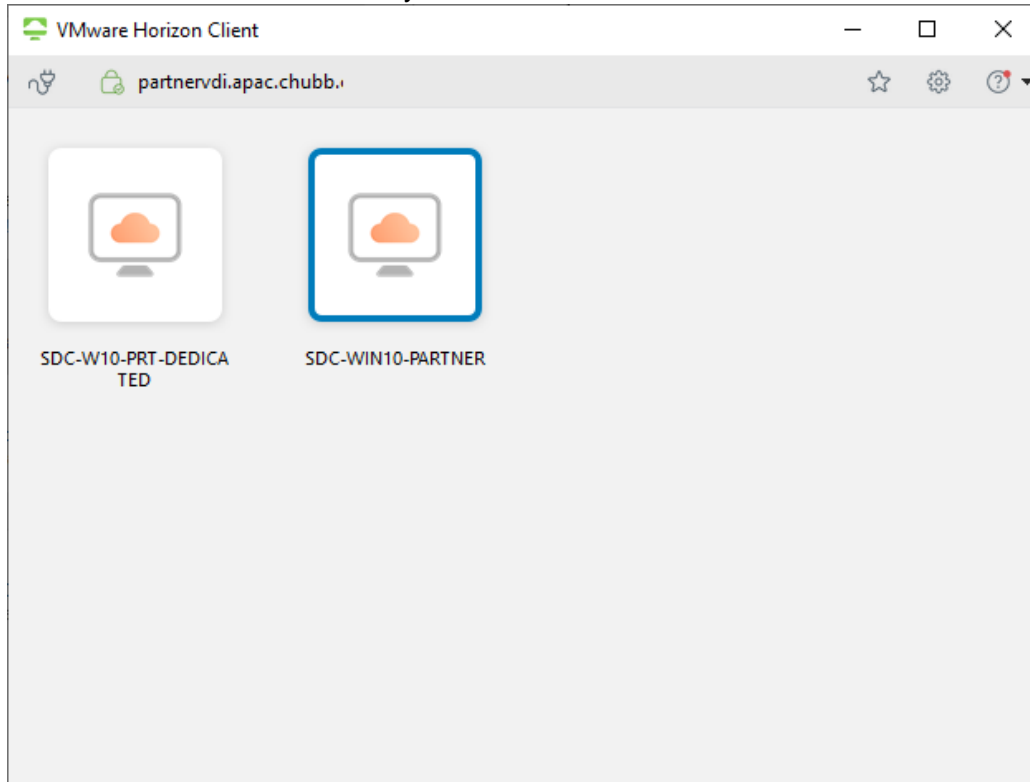 VMware Horizon Client
partnervdi.apac.chubb.
SDC-W10-PRT-DEDICA
TED
SDC-WIN10-PARTNER